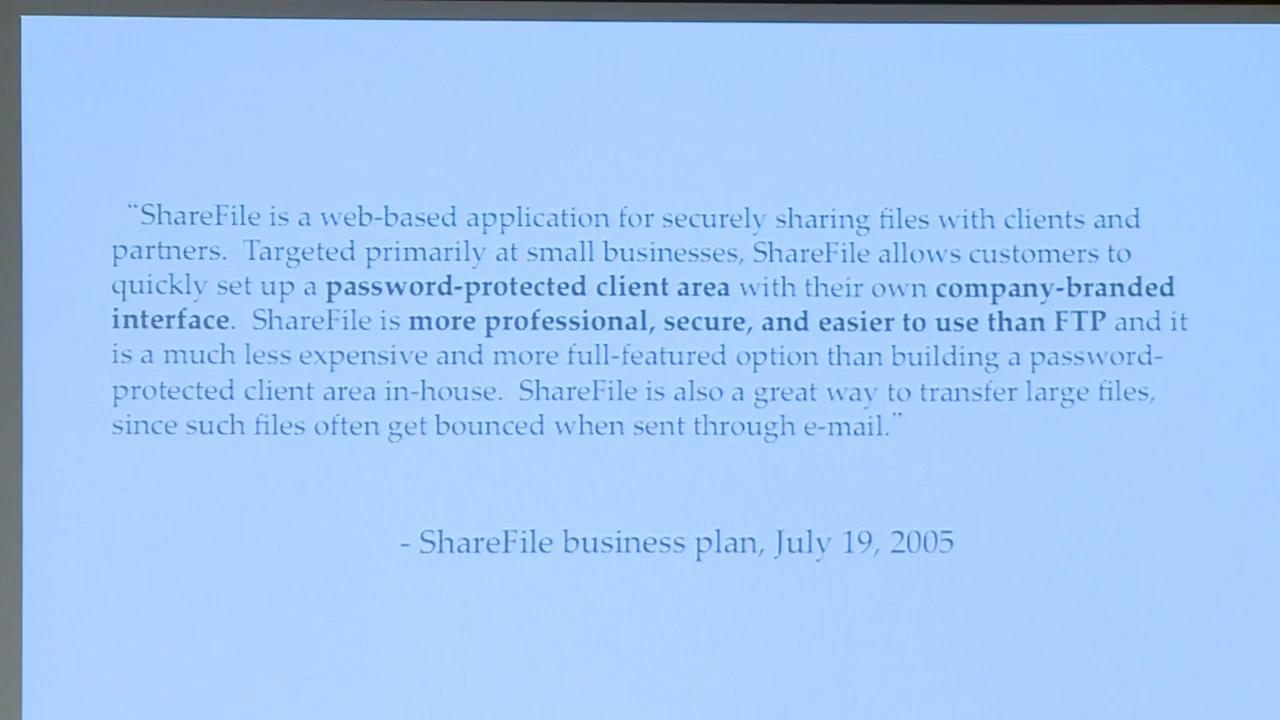 “ShareFile is a web-based application for securely sharing files with clients and
partners. Targeted primarily at small businesses, ShareFile allows customers to
quickly set up a password-protected client area with their own company-branded
interface. ShareFile is more professional, secure, and easier to use than FTP and it
is a much less expensive and more full-featured option than building a password-
protected client area in-house. ShareFile is also a great way to transfer large files,
since such files often get bounced when sent through e-mail.”
- ShareFile business plan, July 19, 2005